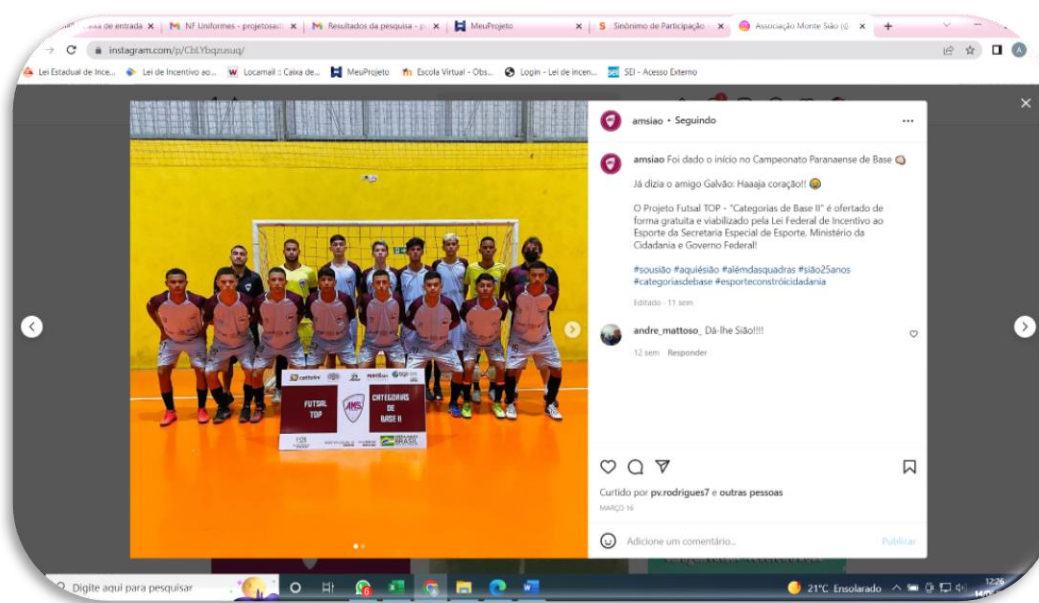 de entrada
NF Uniformes - projetosac
Resultados da pesquisa - p
MeuProjeto
Sinônimo de Participação
Associação Monte Sião (@
instagram.com/p/CbLYbqzusuq/
Lei Estadual de Ince...
Lei de Incentivo ao...
Locamail :: Caixa de...
MeuProjeto
Escola Virtual - Obs...
Login - Lei de incen...
SEI - Acesso Externo
amsiao • Seguindo
amsiao Foi dado o início no Campeonato Paranaense de Base
Já dizia o amigo Galvão: Haaaja coração!!
O Projeto Futsal TOP - "Categorias de Base II" é ofertado de
forma gratuita e viabilizado pela Lei Federal de Incentivo ao
Esporte da Secretaria Especial de Esporte, Ministério da
Cidadania e Governo Federal!
#sousião #aquiésião #alémdasquadras #sião25anos
#categoriasdebase #esporteconstróicidadania
Editado · 11 sem
andre_mattoso_ Dá-lhe Sião!!!!
12 sem Responder
FUTSAL
TOP
AMS
CATEGORIAS
DE
BASE II
BRASIL
Curtido por pv.rodrigues7 e outras pessoas
MARÇO 16
Adicione um comentário...
Publicar
Digite aqui para pesquisar
21°C Ensolarado
12:26